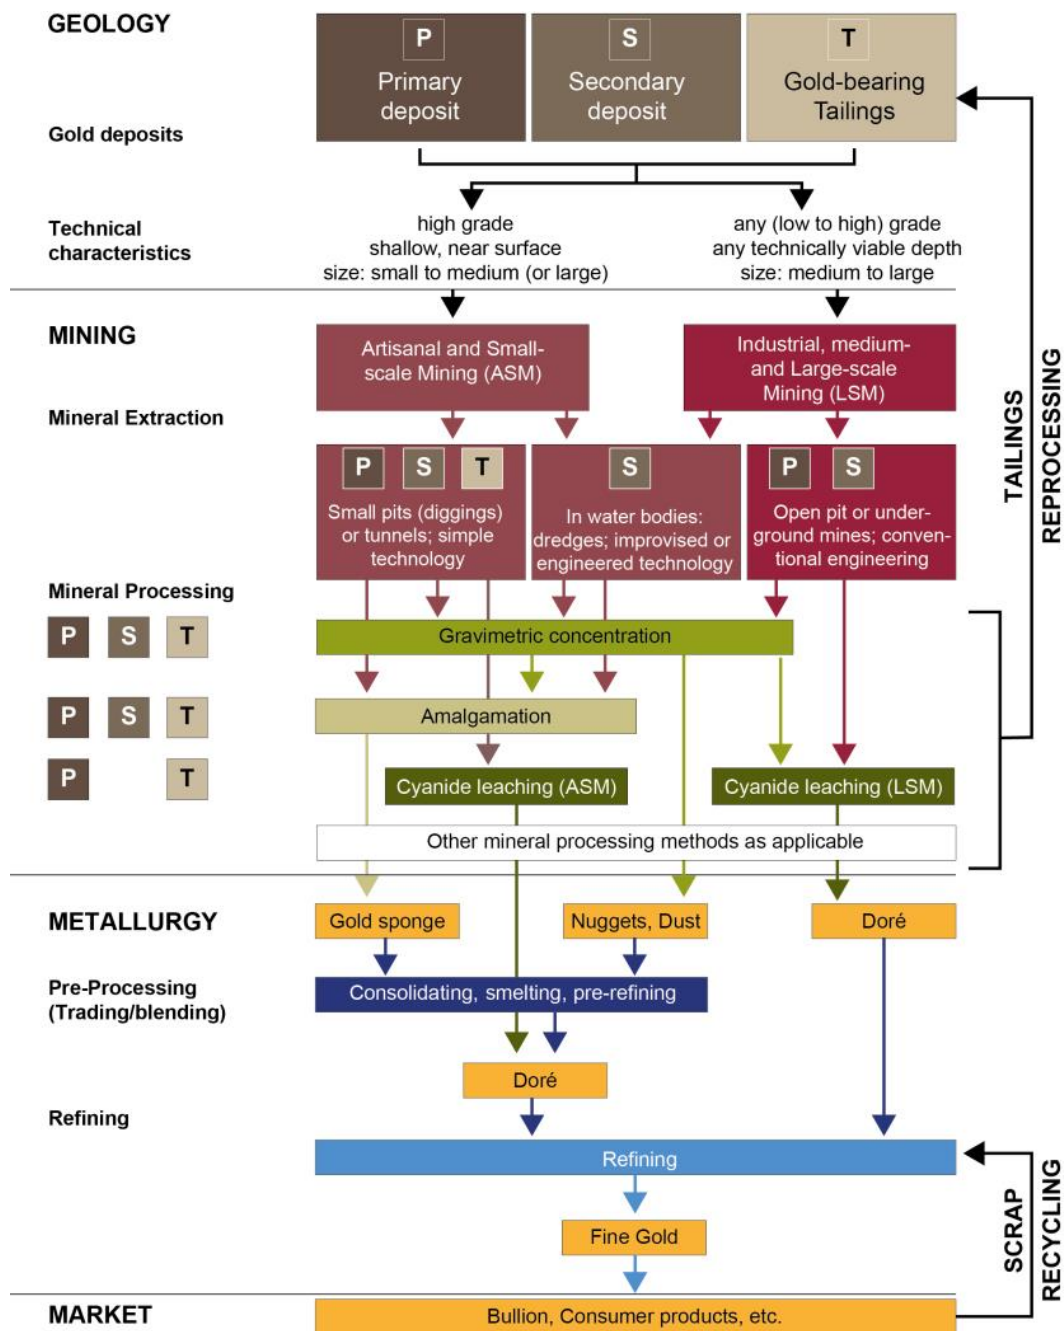 GEOLOGY
P
Primary
deposit
S
Secondary
deposit
T
Gold-bearing
Tailings
Gold deposits
Technical
characteristics
high grade
shallow, near surface
size: small to medium (or large)
any (low to high) grade
any technically viable depth
size: medium to large
MINING
Artisanal and Small-
scale Mining (ASM)
Industrial, medium-
and Large-scale
Mining (LSM)
Mineral Extraction
P S T
Small pits (diggings)
or tunnels; simple
technology
S
In water bodies:
dredges; improvised or
engineered technology
P S
Open pit or under-
ground mines; conven-
tional engineering
TAILINGS
REPROCESSING
Mineral Processing
P S T
Gravimetric concentration
P S T
Amalgamation
P T
Cyanide leaching (ASM)
Cyanide leaching (LSM)
Other mineral processing methods as applicable
METALLURGY
Gold sponge
Nuggets, Dust
Doré
Pre-Processing
(Trading/blending)
Consolidating, smelting, pre-refining
Doré
Refining
Refining
Fine Gold
SCRAP
RECYCLING
MARKET
Bullion, Consumer products, etc.